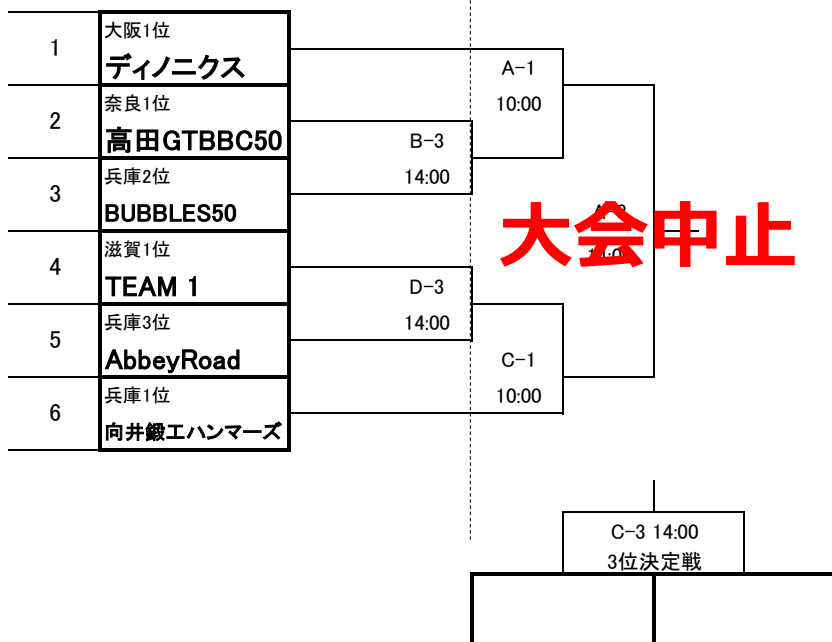 1
大阪1位
ディノニクス
2
奈良1位
高田GTBBC50
3
兵庫2位
BUBBLES50
4
滋賀1位
TEAM 1
5
兵庫3位
AbbeyRoad
6
兵庫1位
向井鍛工ハンマーズ
B-3
14:00
D-3
14:00
A-1
10:00
C-1
10:00
大会中止
C-3 14:00
3位決定戦